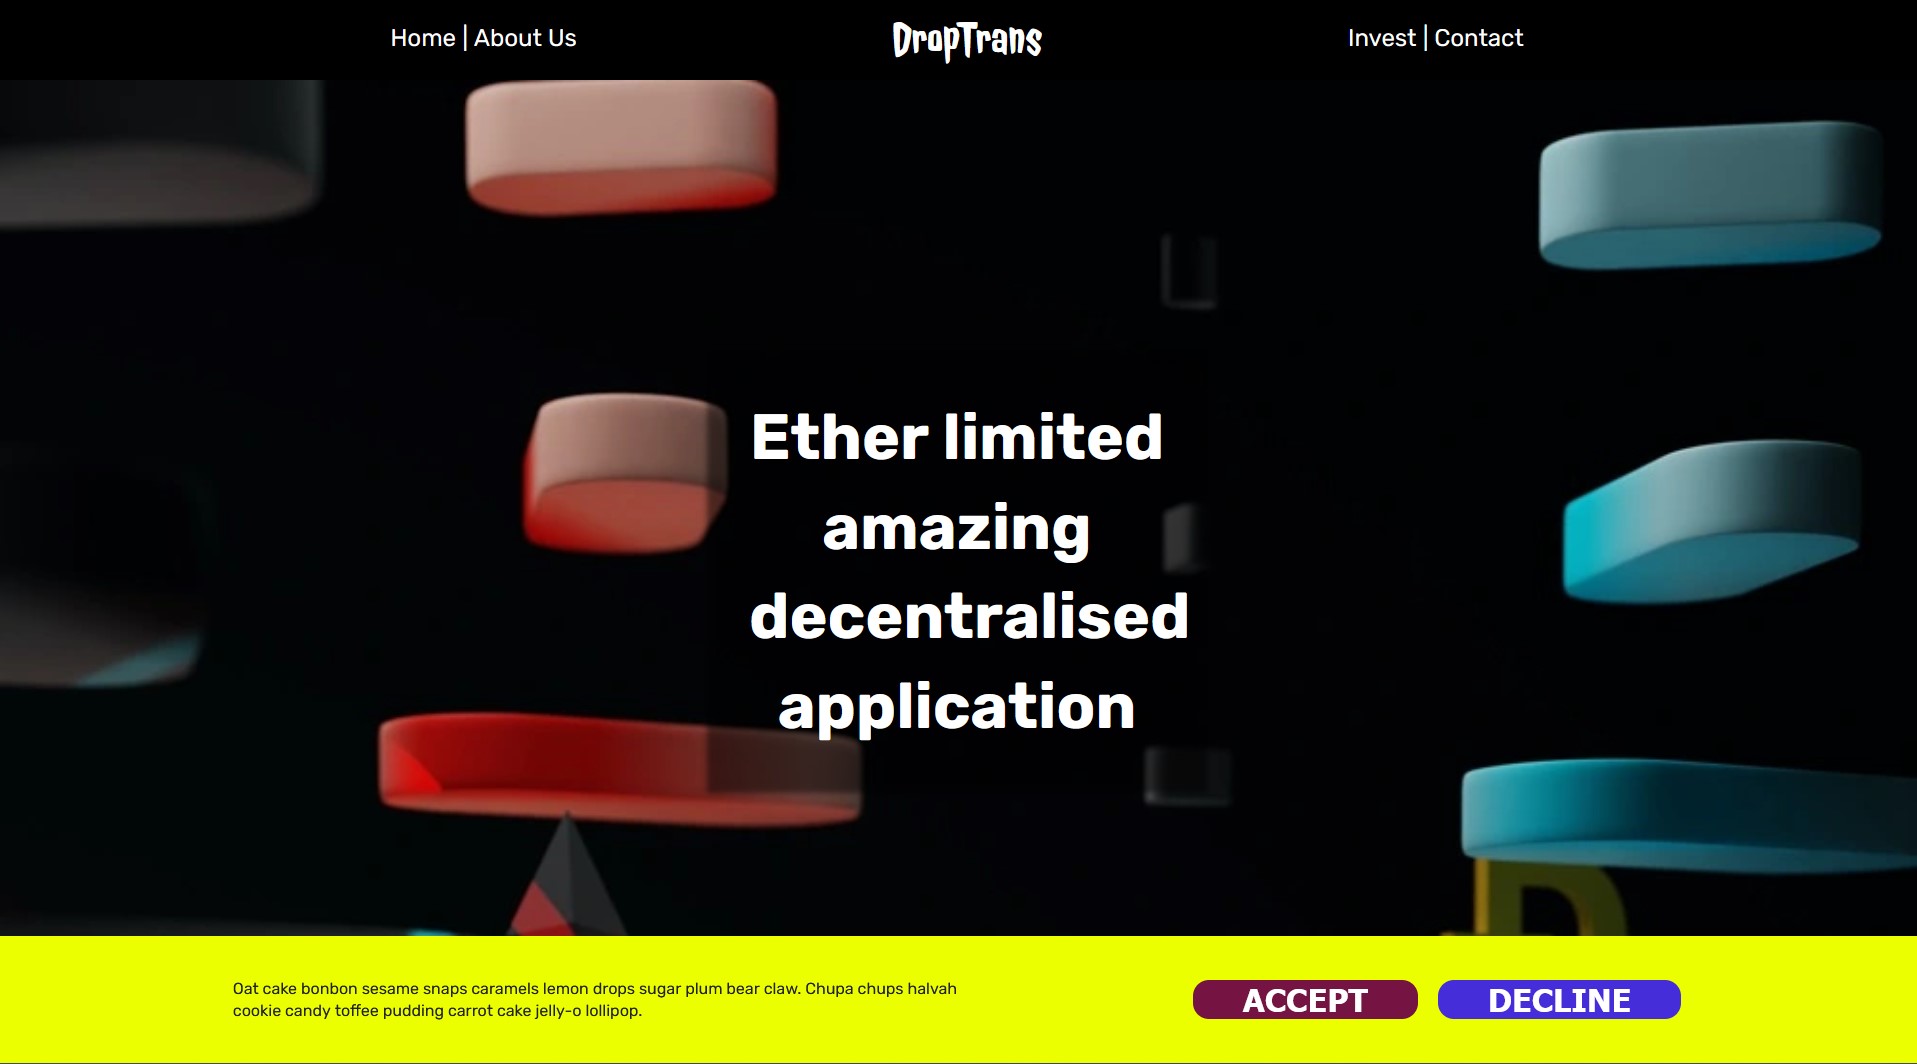 Home | About Us
DropTrans
Invest | Contact
Ether limited
amazing
decentralised
application
Oat cake bonbon sesame snaps caramels lemon drops sugar plum bear claw. Chupa chups halvah
cookie candy toffee pudding carrot cake jelly-o lollipop.
ACCEPT
DECLINE